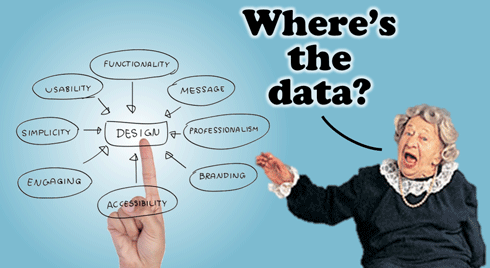 Where's
the
data?
FUNCTIONALITY
USABILITY
MESSAGE
SIMPLICITY
DESIGN
PROFESSIONALISM
ENGAGING
BRANDING
ACCESSIBILITY